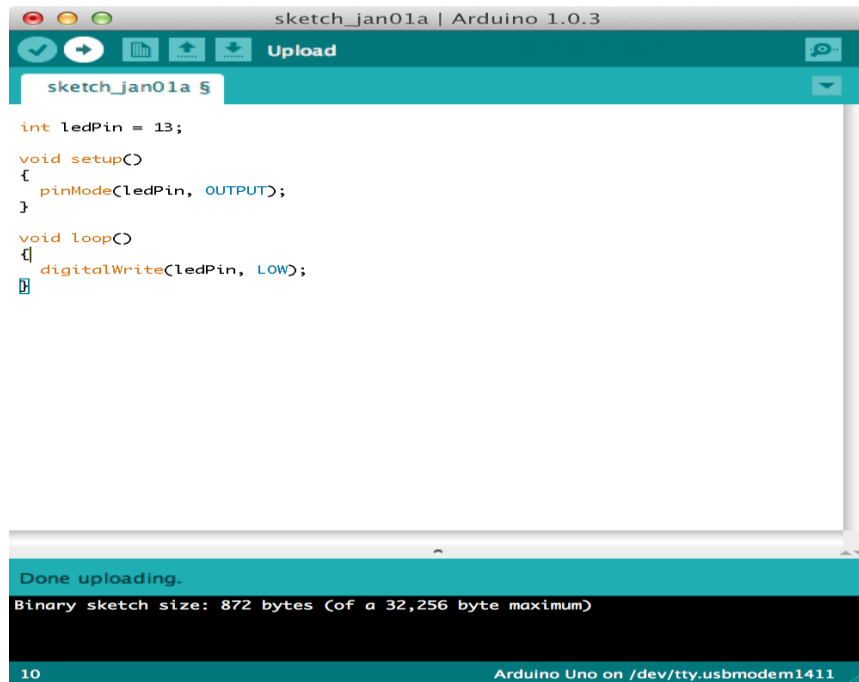 sketch_jan01a | Arduino 1.0.3
Upload
sketch_jan01a §
int ledPin = 13;
void setup()
{
  pinMode(ledPin, OUTPUT);
}
void loop()
{
  digitalWrite(ledPin, LOW);
}
Done uploading.
Binary sketch size: 872 bytes (of a 32,256 byte maximum)
10 Arduino Uno on /dev/tty.usbmodem1411